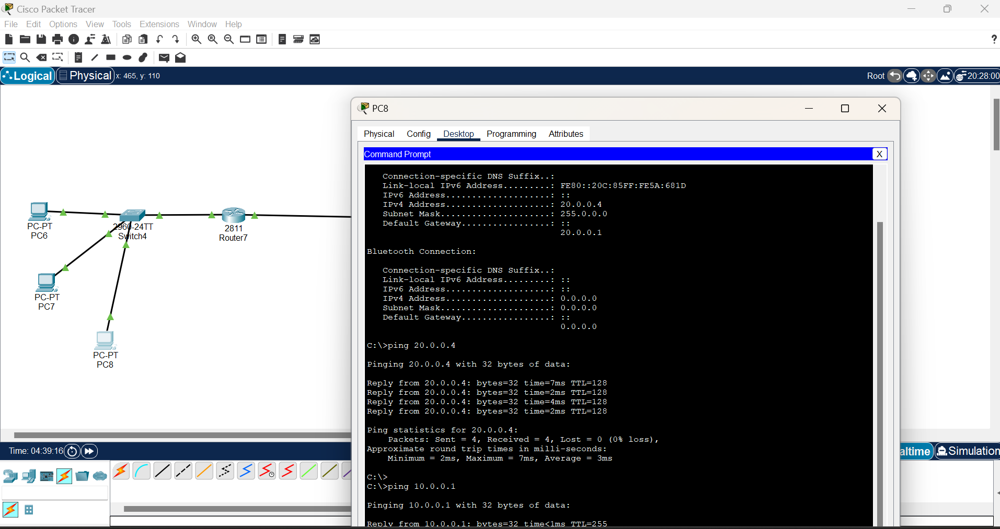 Cisco Packet Tracer
File Edit Options View Tools Extensions Window Help
?
Logical Physical x: 465, y: 110 Root 20:28:00
PC8
Physical Config Desktop Programming Attributes
Command Prompt X
Connection-specific DNS Suffix..:
Link-local IPv6 Address.........: FE80::20C:85FF:FE5A:681D
IPv6 Address....................: ::
IPv4 Address....................: 20.0.0.4
Subnet Mask.....................: 255.0.0.0
Default Gateway.................: ::
20.0.0.1
Bluetooth Connection:
Connection-specific DNS Suffix..:
Link-local IPv6 Address.........: ::
IPv6 Address....................: ::
IPv4 Address....................: 0.0.0.0
Subnet Mask.....................: 0.0.0.0
Default Gateway.................: ::
0.0.0.0
C:\>ping 20.0.0.4
Pinging 20.0.0.4 with 32 bytes of data:
Reply from 20.0.0.4: bytes=32 time=7ms TTL=128
Reply from 20.0.0.4: bytes=32 time=2ms TTL=128
Reply from 20.0.0.4: bytes=32 time=4ms TTL=128
Reply from 20.0.0.4: bytes=32 time=2ms TTL=128
Ping statistics for 20.0.0.4:
Packets: Sent = 4, Received = 4, Lost = 0 (0% loss),
Approximate round trip times in milli-seconds:
Minimum = 2ms, Maximum = 7ms, Average = 3ms
C:\>
C:\>ping 10.0.0.1
Pinging 10.0.0.1 with 32 bytes of data:
Reply from 10.0.0.1: bytes=32 time<1ms TTL=255
PC-PT
PC6
2960-24TT
Switch4
2811
Router7
PC-PT
PC7
PC-PT
PC8
Time: 04:39:16
altime Simulation